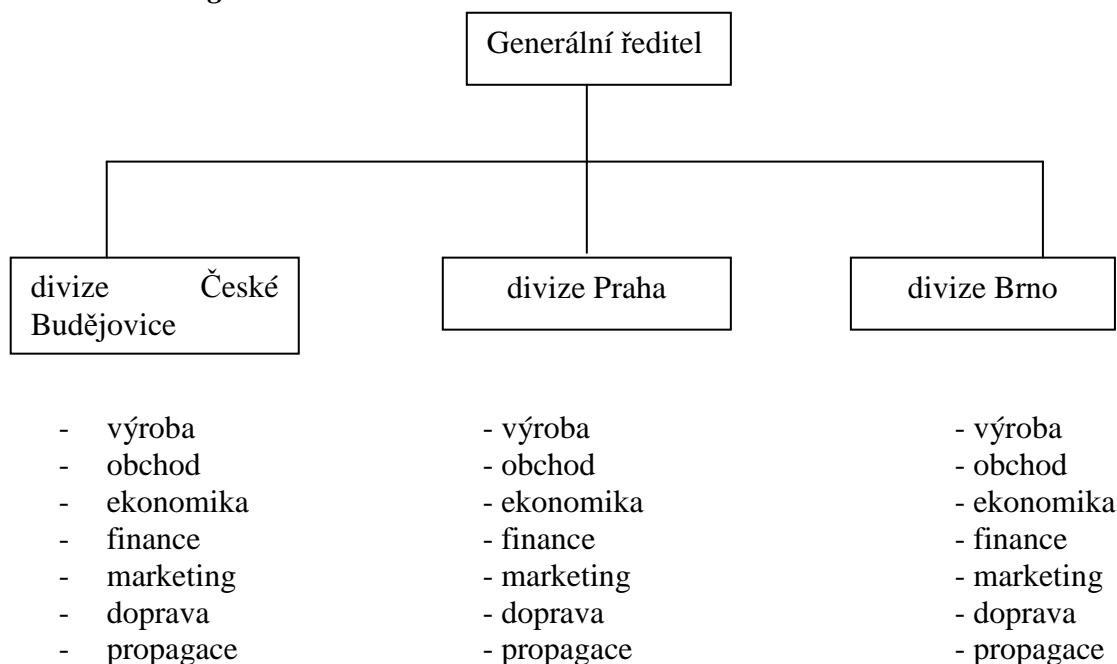 Generální ředitel
divize České
Budějovice
divize Praha
divize Brno
- výroba
- obchod
- ekonomika
- finance
- marketing
- doprava
- propagace
- výroba
- obchod
- ekonomika
- finance
- marketing
- doprava
- propagace
- výroba
- obchod
- ekonomika
- finance
- marketing
- doprava
- propagace